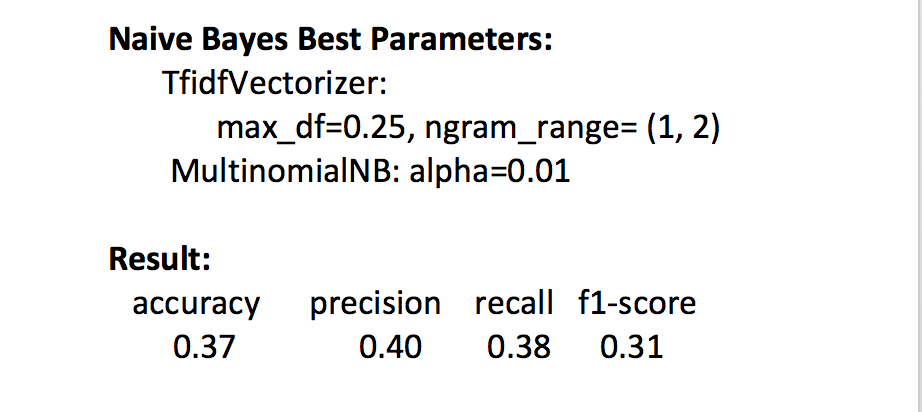 Naive Bayes Best Parameters:
TfidfVectorizer:
max_df=0.25, ngram_range= (1, 2)
MultinomialNB: alpha=0.01
Result:
accuracy precision recall f1-score
0.37 0.40 0.38 0.31